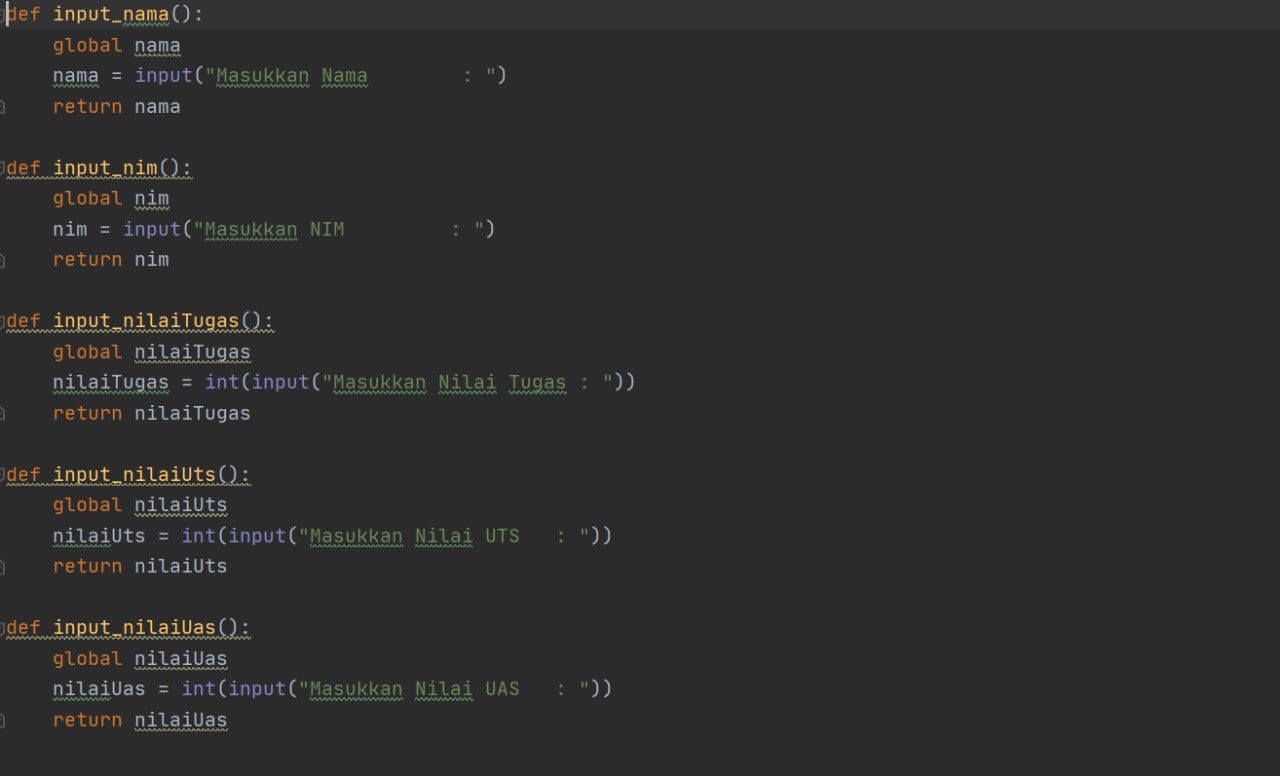 def input_nama():
    global nama
    nama = input("Masukkan Nama        : ")
    return nama

def input_nim():
    global nim
    nim = input("Masukkan NIM         : ")
    return nim

def input_nilaiTugas():
    global nilaiTugas
    nilaiTugas = int(input("Masukkan Nilai Tugas : "))
    return nilaiTugas

def input_nilaiUts():
    global nilaiUts
    nilaiUts = int(input("Masukkan Nilai UTS   : "))
    return nilaiUts

def input_nilaiUas():
    global nilaiUas
    nilaiUas = int(input("Masukkan Nilai UAS   : "))
    return nilaiUas